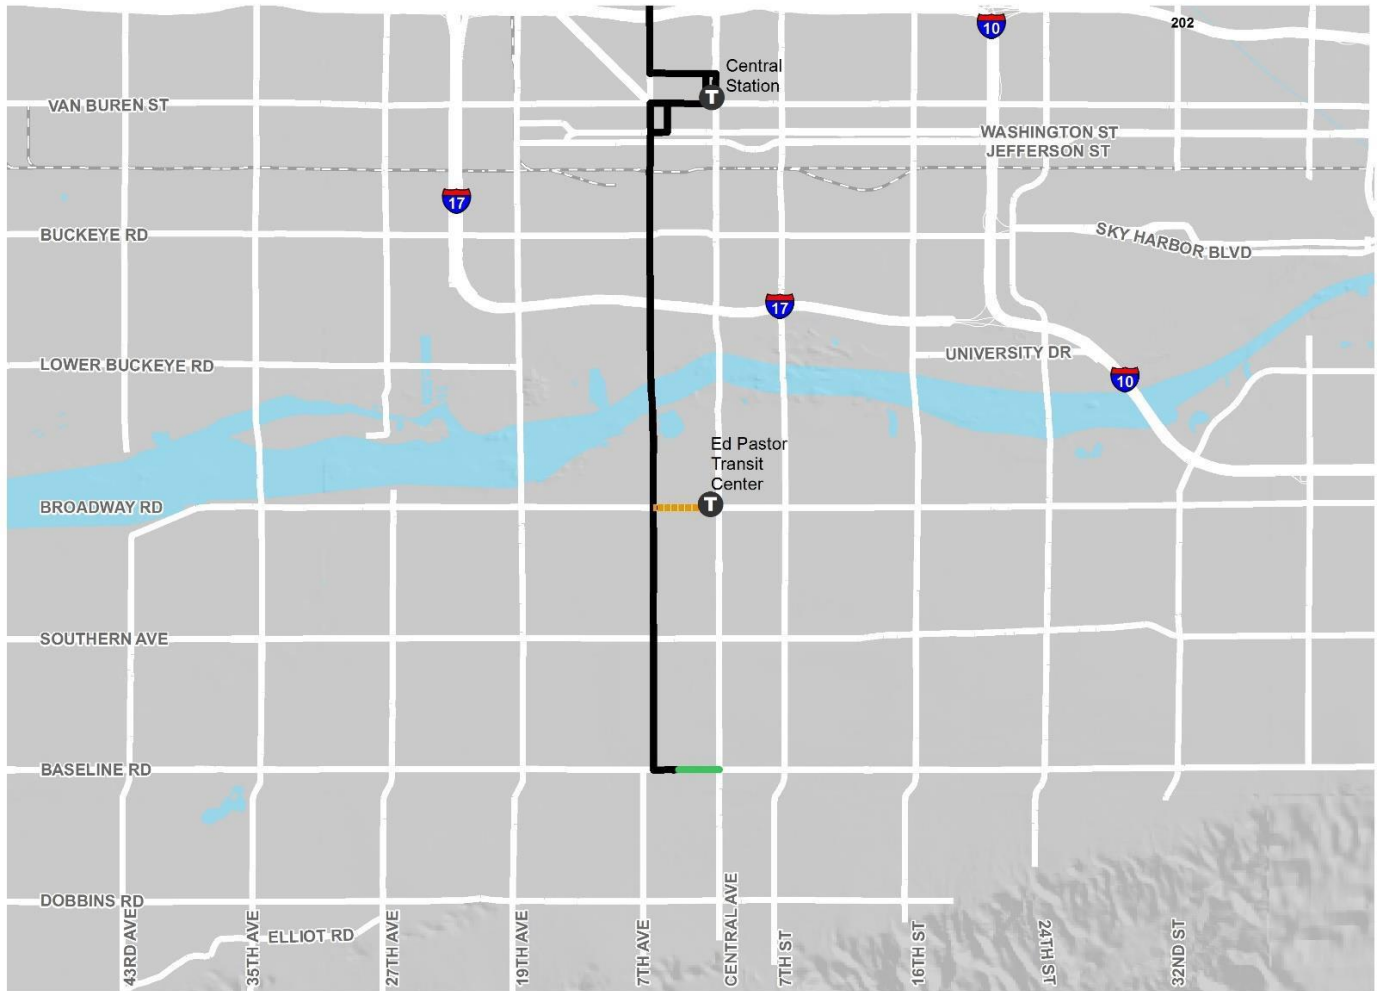 202
10
Central
Station
VAN BUREN ST
WASHINGTON ST
JEFFERSON ST
17
BUCKEYE RD
SKY HARBOR BLVD
17
LOWER BUCKEYE RD
UNIVERSITY DR
10
Ed Pastor
Transit
Center
BROADWAY RD
SOUTHERN AVE
BASELINE RD
DOBBINS RD
ELLIOT RD
43RD AVE
35TH AVE
27TH AVE
19TH AVE
7TH AVE
CENTRAL AVE
7TH ST
16TH ST
24TH ST
32ND ST
T
T